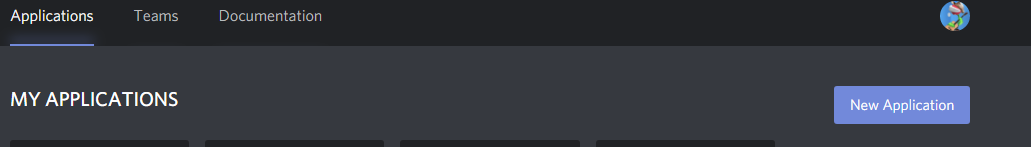 Applications Teams Documentation
MY APPLICATIONS
New Application